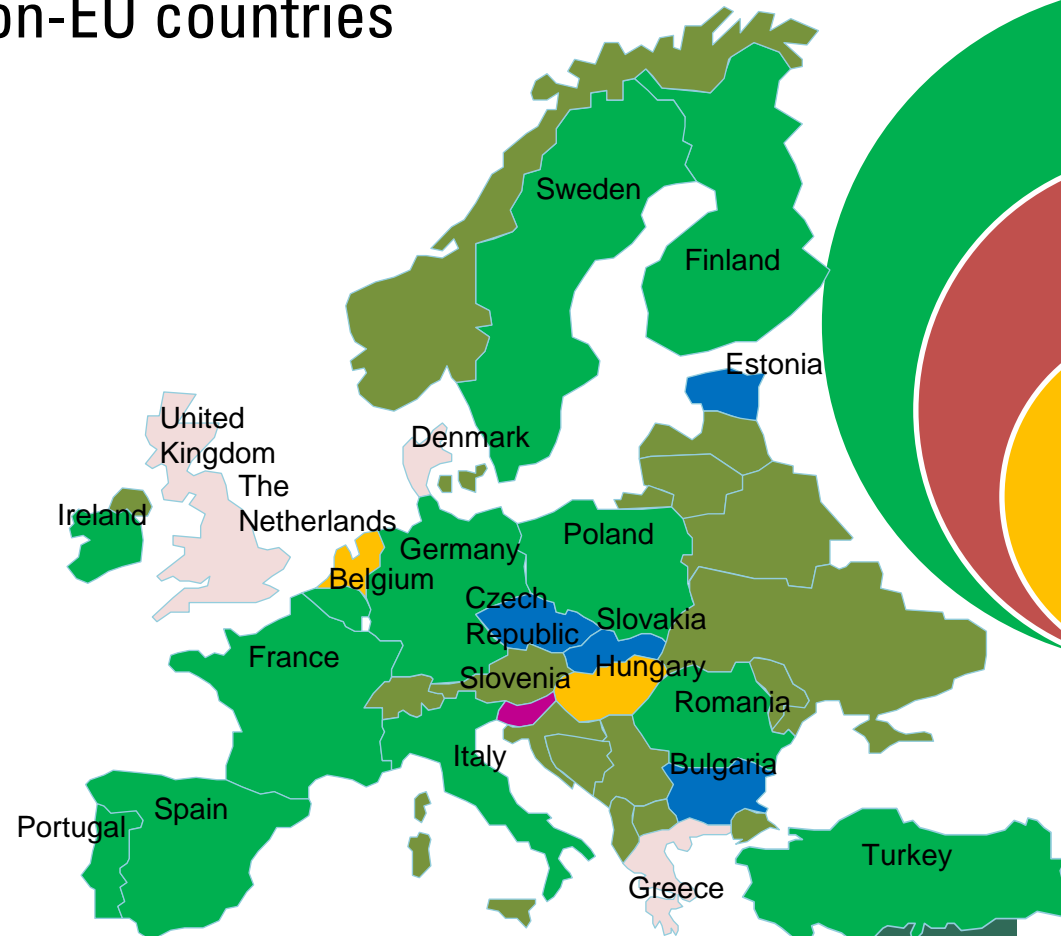 on-EU countries
Sweden
Finland
Estonia
United
Kingdom
Denmark
The
Netherlands
Ireland
Germany
Poland
Belgium
Czech
Republic
Slovakia
France
Hungary
Slovenia
Romania
Italy
Bulgaria
Spain
Portugal
Turkey
Greece